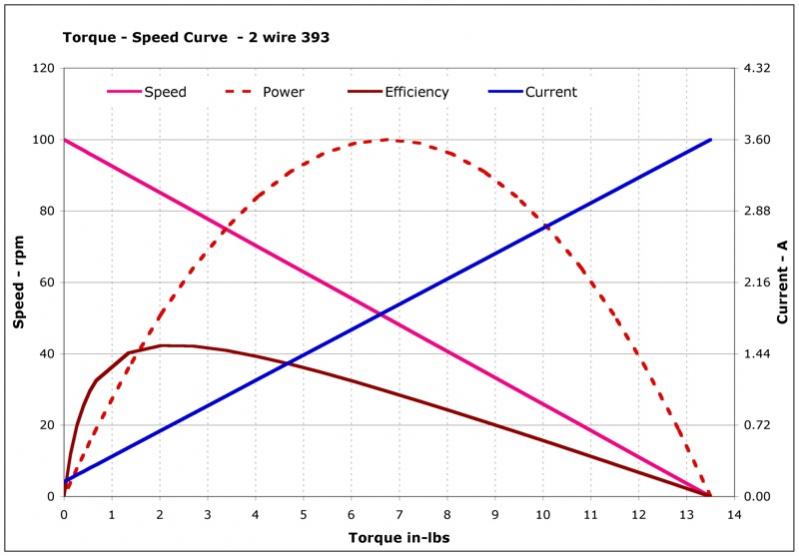 Torque - Speed Curve - 2 wire 393
Speed Power Efficiency Current
120 4.32
100 3.60
80 2.88
60 2.16
40 1.44
20 0.72
0 0.00
Speed - rpm
Current - A
0 1 2 3 4 5 6 7 8 9 10 11 12 13 14
Torque in-lbs